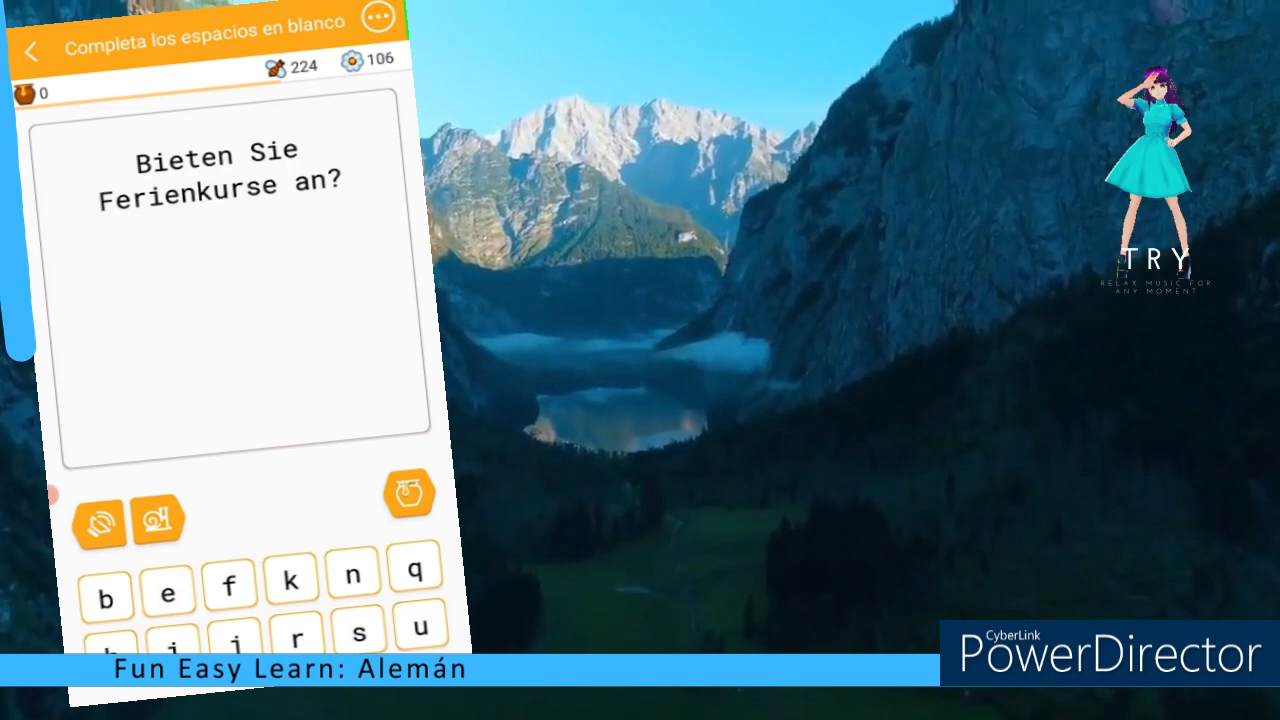 Completa los espacios en blanco
0
224
106
Bieten Sie
Ferienkurse an?
b e f k n q
h i j r s u
Fun Easy Learn: Alemán
TRY
RELAX MUSIC FOR
ANY MOMENT
CyberLink
PowerDirector